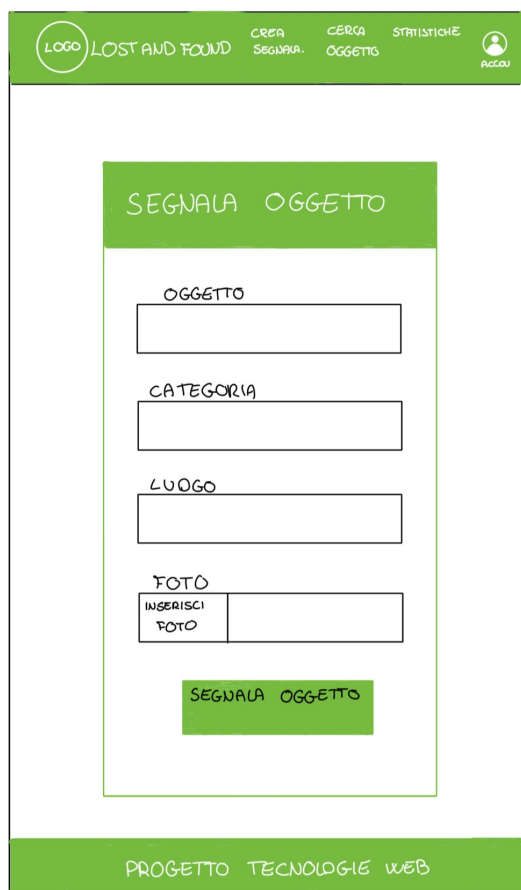 LOGO LOST AND FOUND
CREA
SEGNALA.
CERCA
OGGETTO
STATISTICHE
ACCOU
SEGNALA OGGETTO
OGGETTO
CATEGORIA
LUOGO
FOTO
INSERISCI
FOTO
SEGNALA OGGETTO
PROGETTO TECNOLOGIE WEB